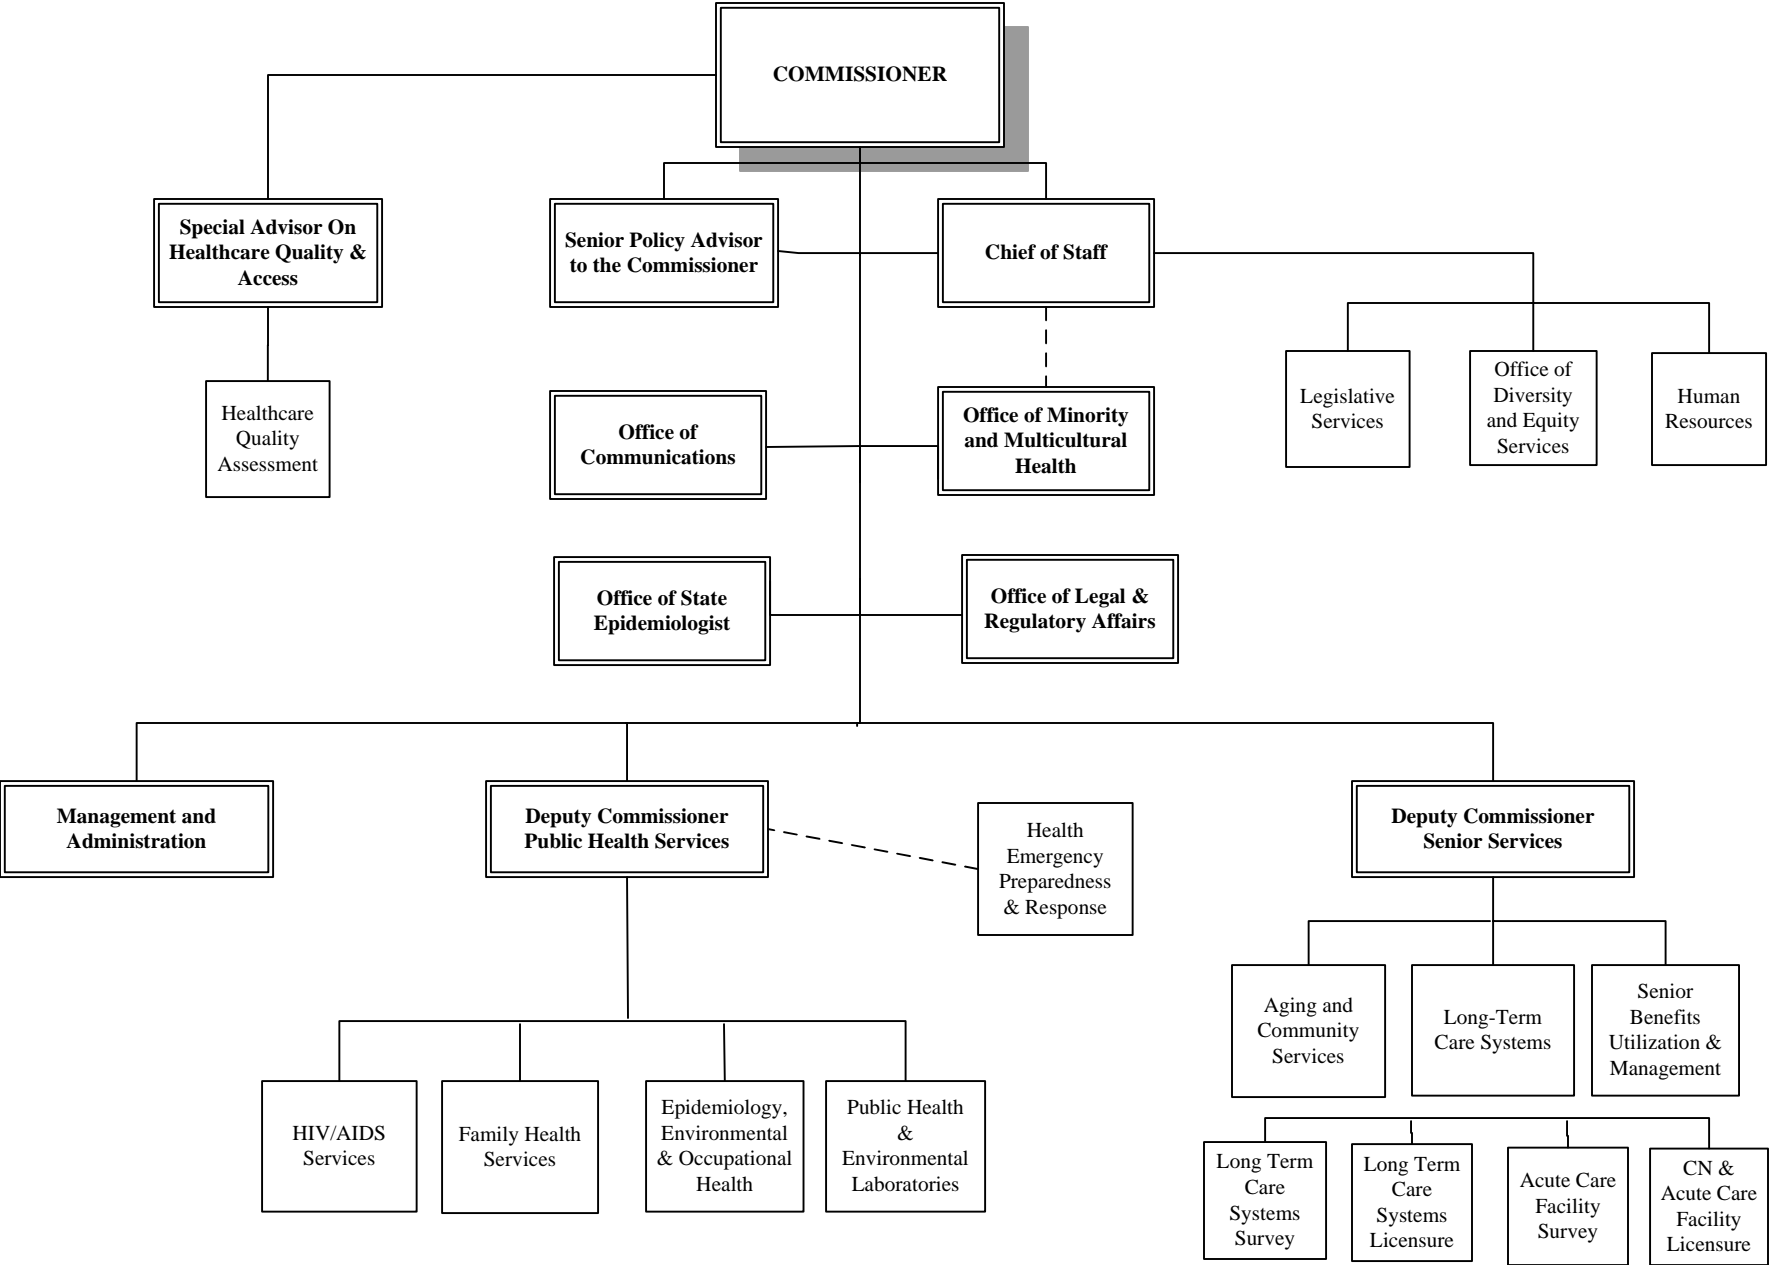 COMMISSIONER
Special Advisor On
Healthcare Quality &
Access
Senior Policy Advisor
to the Commissioner
Chief of Staff
Healthcare
Quality
Assessment
Office of
Communications
Office of Minority
and Multicultural
Health
Legislative
Services
Office of
Diversity
and Equity
Services
Human
Resources
Office of State
Epidemiologist
Office of Legal &
Regulatory Affairs
Management and
Administration
Deputy Commissioner
Public Health Services
Health
Emergency
Preparedness
& Response
Deputy Commissioner
Senior Services
Aging and
Community
Services
Long-Term
Care Systems
Senior
Benefits
Utilization &
Management
HIV/AIDS
Services
Family Health
Services
Epidemiology,
Environmental
& Occupational
Health
Public Health
&
Environmental
Laboratories
Long Term
Care
Systems
Survey
Long Term
Care
Systems
Licensure
Acute Care
Facility
Survey
CN &
Acute Care
Facility
Licensure